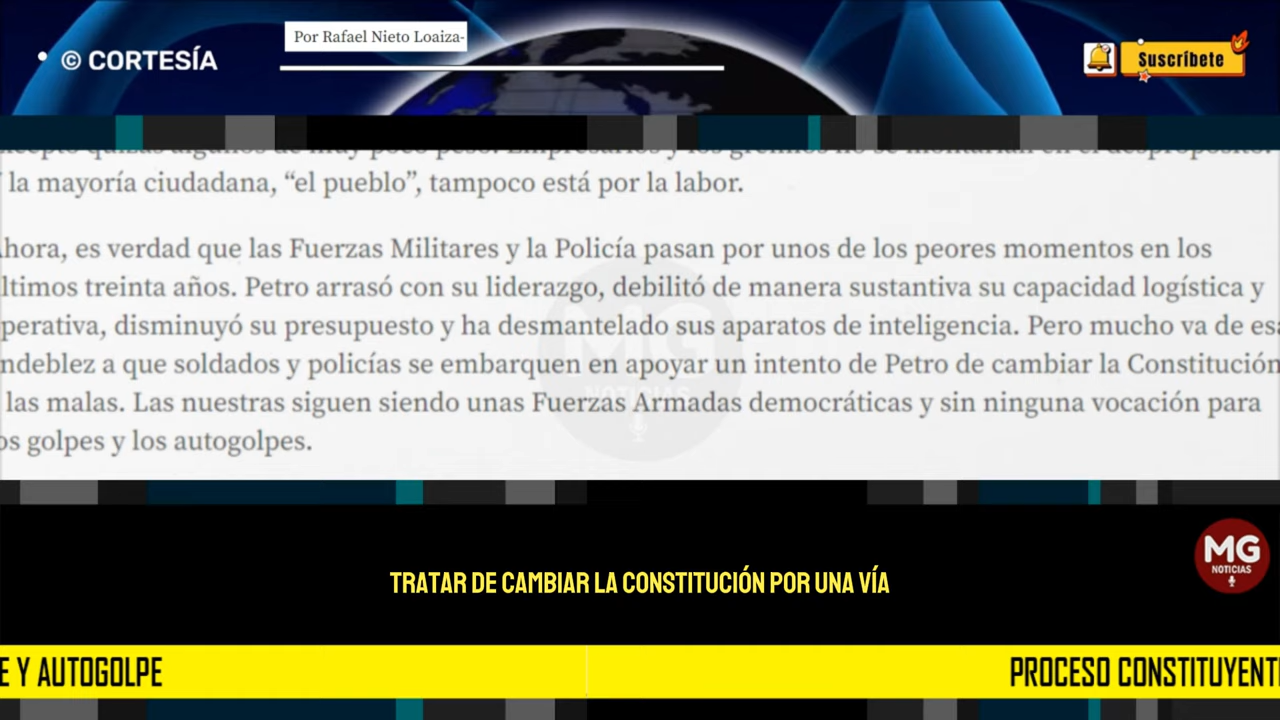 Por Rafael Nieto Loaiza-
© CORTESÍA
Suscríbete
la mayoría ciudadana, “el pueblo”, tampoco está por la labor.
hora, es verdad que las Fuerzas Militares y la Policía pasan por unos de los peores momentos en los
ltimos treinta años. Petro arrasó con su liderazgo, debilitó de manera sustantiva su capacidad logística y
perativa, disminuyó su presupuesto y ha desmantelado sus aparatos de inteligencia. Pero mucho va de esa
ndeblez a que soldados y policías se embarquen en apoyar un intento de Petro de cambiar la Constitución
las malas. Las nuestras siguen siendo unas Fuerzas Armadas democráticas y sin ninguna vocación para
os golpes y los autogolpes.
MG
NOTICIAS
TRATAR DE CAMBIAR LA CONSTITUCIÓN POR UNA VÍA
E Y AUTOGOLPE
PROCESO CONSTITUYENT